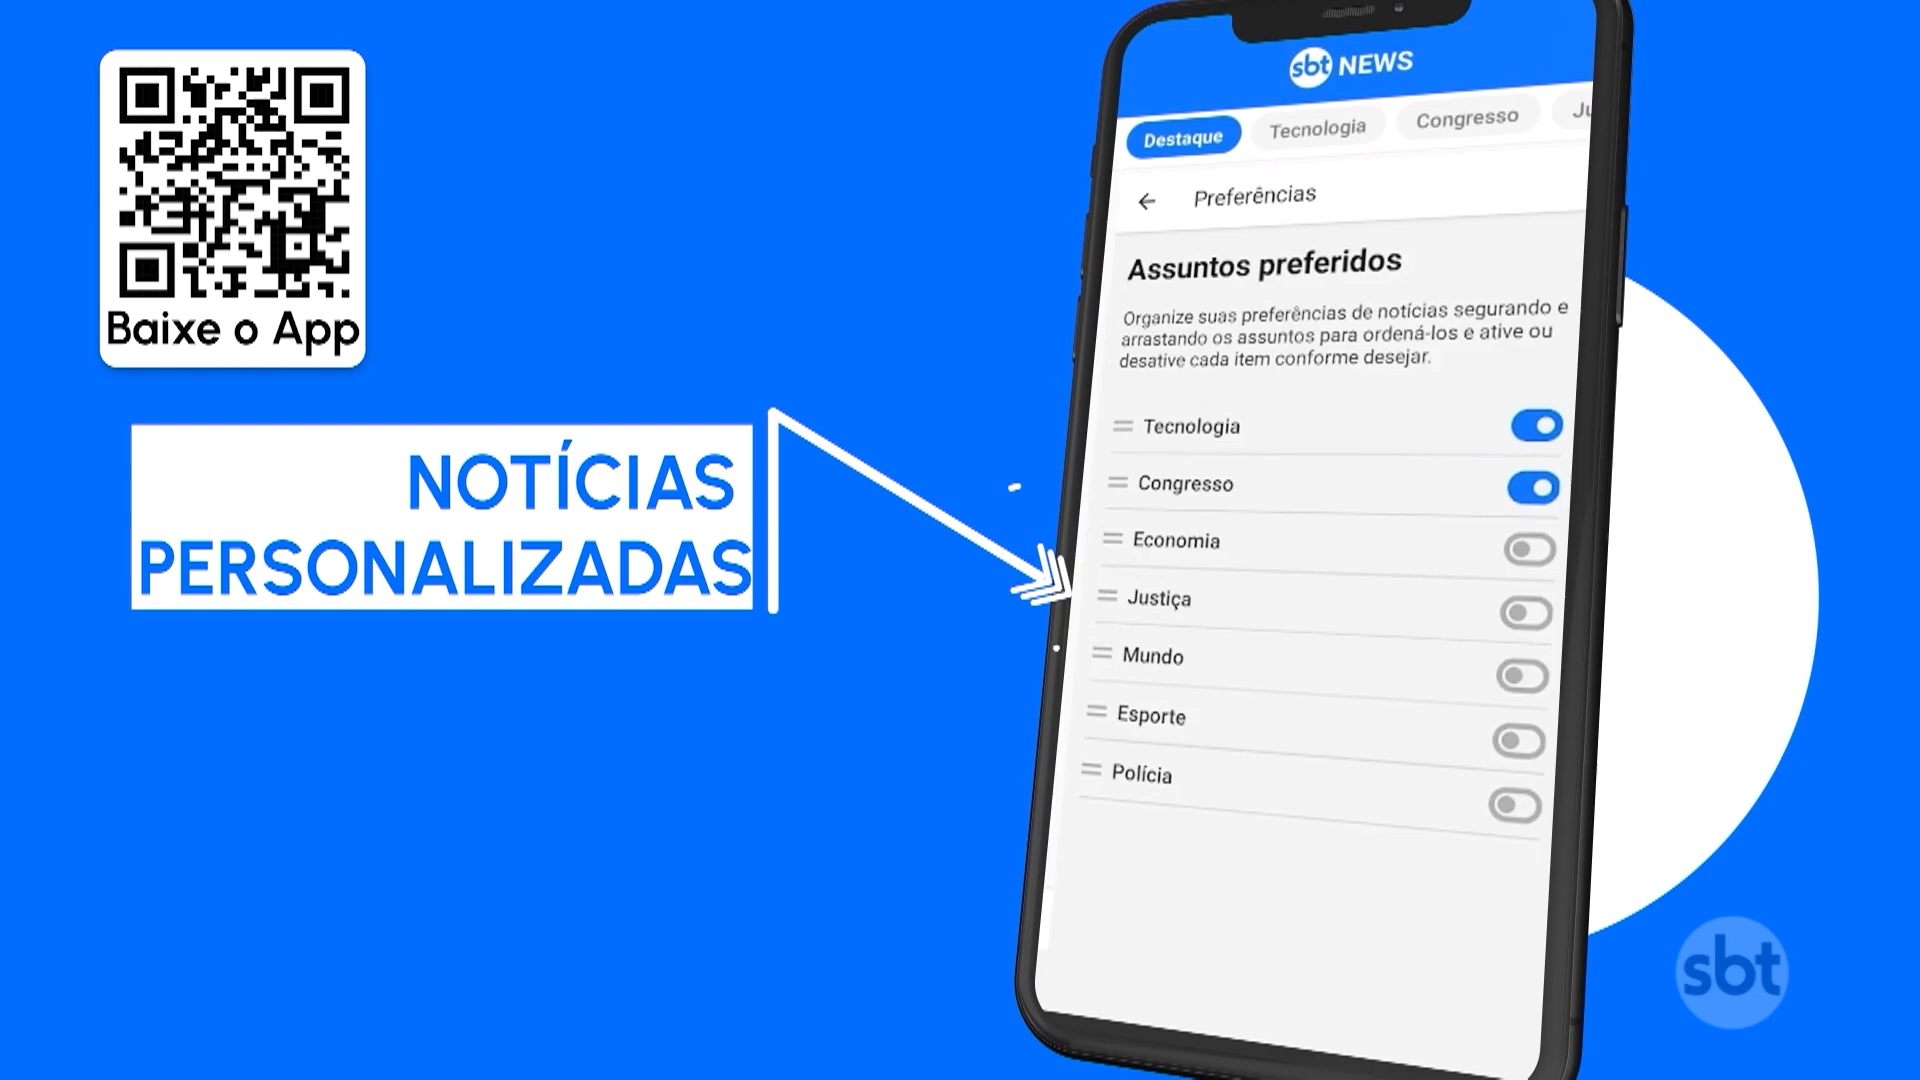 Baixe o App
NOTÍCIAS
PERSONALIZADAS
sbt NEWS
Destaque
Tecnologia
Congresso
Preferências
Assuntos preferidos
Organize suas preferências de notícias segurando e
arrastando os assuntos para ordená-los e ative ou
desative cada item conforme desejar.
Tecnologia
Congresso
Economia
Justiça
Mundo
Esporte
Polícia
sbt